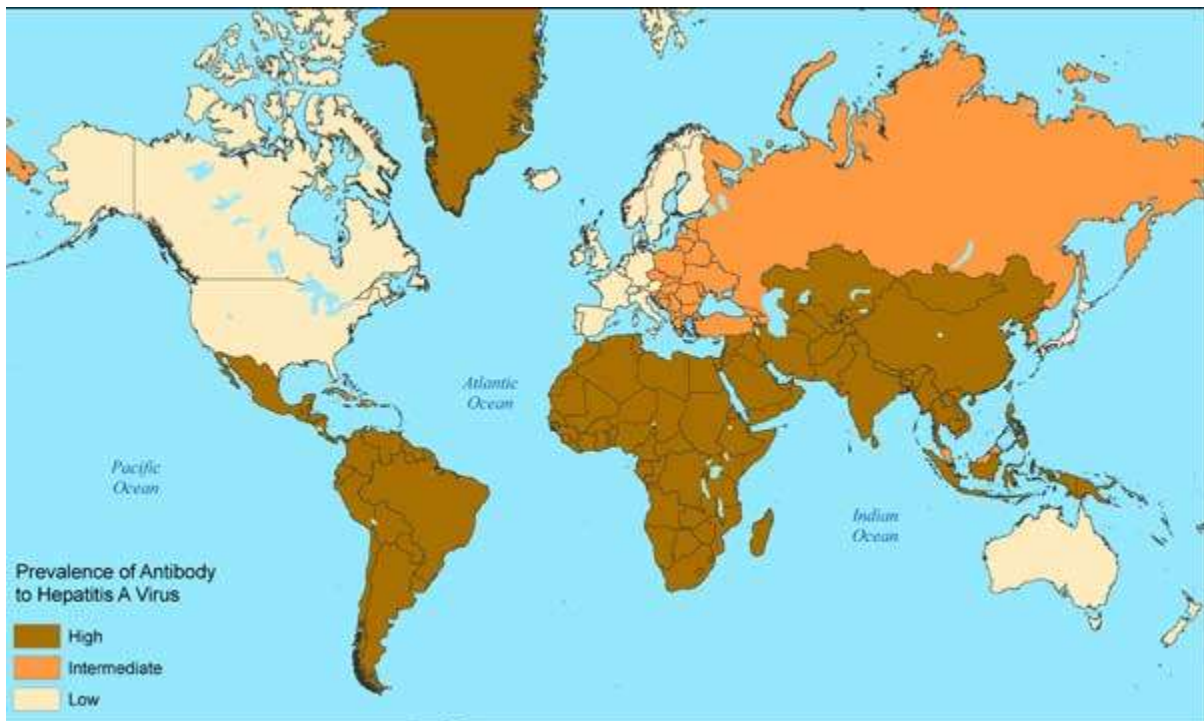 Atlantic
Ocean
Pacific
Ocean
Indian
Ocean
Prevalence of Antibody
to Hepatitis A Virus
High
Intermediate
Low